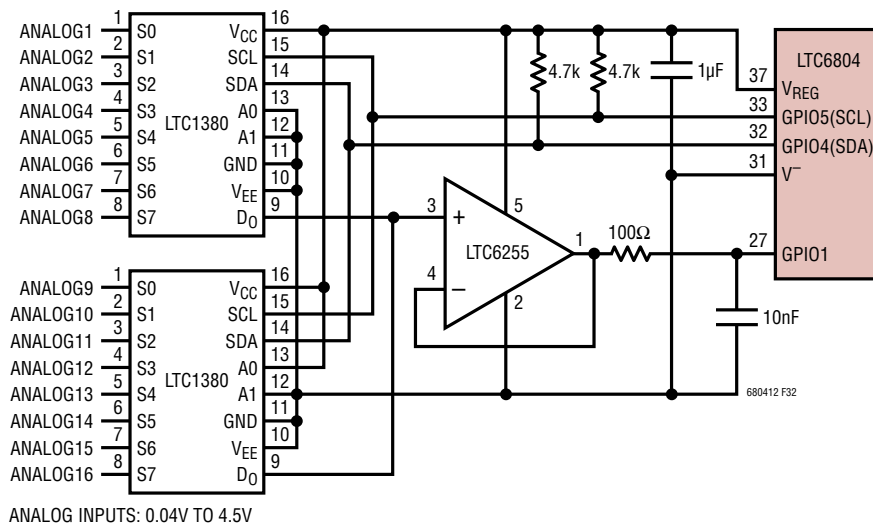 ANALOG1 1 S0 VCC 16
ANALOG2 2 S1 SCL 15
ANALOG3 3 S2 SDA 14
ANALOG4 4 S3 A0 13
ANALOG5 5 S4 A1 12
ANALOG6 6 S5 GND 11
ANALOG7 7 S6 VEE 10
ANALOG8 8 S7 DO 9
LTC1380
ANALOG9 1 S0 VCC 16
ANALOG10 2 S1 SCL 15
ANALOG11 3 S2 SDA 14
ANALOG12 4 S3 A0 13
ANALOG13 5 S4 A1 12
ANALOG14 6 S5 GND 11
ANALOG15 7 S6 VEE 10
ANALOG16 8 S7 DO 9
LTC1380
4.7k
4.7k
1µF
3 +
4 –
LTC6255
5
2
1
100Ω
10nF
LTC6804
37 VREG
33 GPIO5(SCL)
32 GPIO4(SDA)
31 V–
27 GPIO1
680412 F32
ANALOG INPUTS: 0.04V TO 4.5V